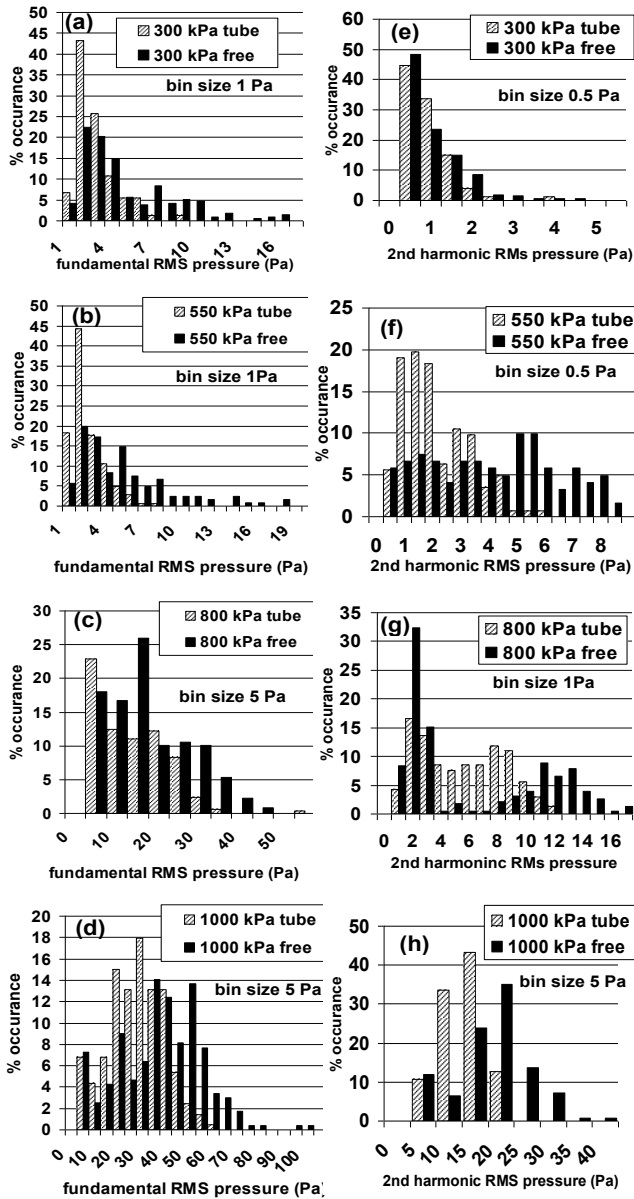 (a)
300 kPa tube
300 kPa free
bin size 1 Pa
% occurance
50
45
40
35
30
25
20
15
10
5
0
1 4 7 10 13 16
fundamental RMS pressure (Pa)
(e)
300 kPa tube
300 kPa free
bin size 0.5 Pa
% occurance
60
50
40
30
20
10
0
0 1 2 3 4 5
2nd harmonic RMs pressure (Pa)
(b)
550 kPa tube
550 kPa free
bin size 1Pa
% occurance
50
45
40
35
30
25
20
15
10
5
0
1 4 7 10 13 16 19
fundamental RMS pressure (Pa)
(f)
550 kPa tube
550 kPa free
bin size 0.5 Pa
% occurance
25
20
15
10
5
0
0 1 2 3 4 5 6 7 8
2nd harmonic RMS pressure (Pa)
(c)
800 kPa tube
800 kPa free
bin size 5 Pa
% occurance
30
25
20
15
10
5
0
0 10 20 30 40 50
fundamental RMS pressure (Pa)
(g)
800 kPa tube
800 kPa free
bin size 1Pa
% occurance
35
30
25
20
15
10
5
0
0 2 4 6 8 10 12 14 16
2nd harmoninc RMs pressure
(d)
1000 kPa tube
1000 kPa free
bin size 5 Pa
% occurance
18
16
14
12
10
8
6
4
2
0
0 10 20 30 40 50 60 70 80 90 100
fundamental RMS pressure (Pa)
(h)
1000 kPa tube
1000 kPa free
bin size 5 Pa
% occurance
50
40
30
20
10
0
0 5 10 15 20 25 30 35 40
2nd harmonic RMS pressure (Pa)